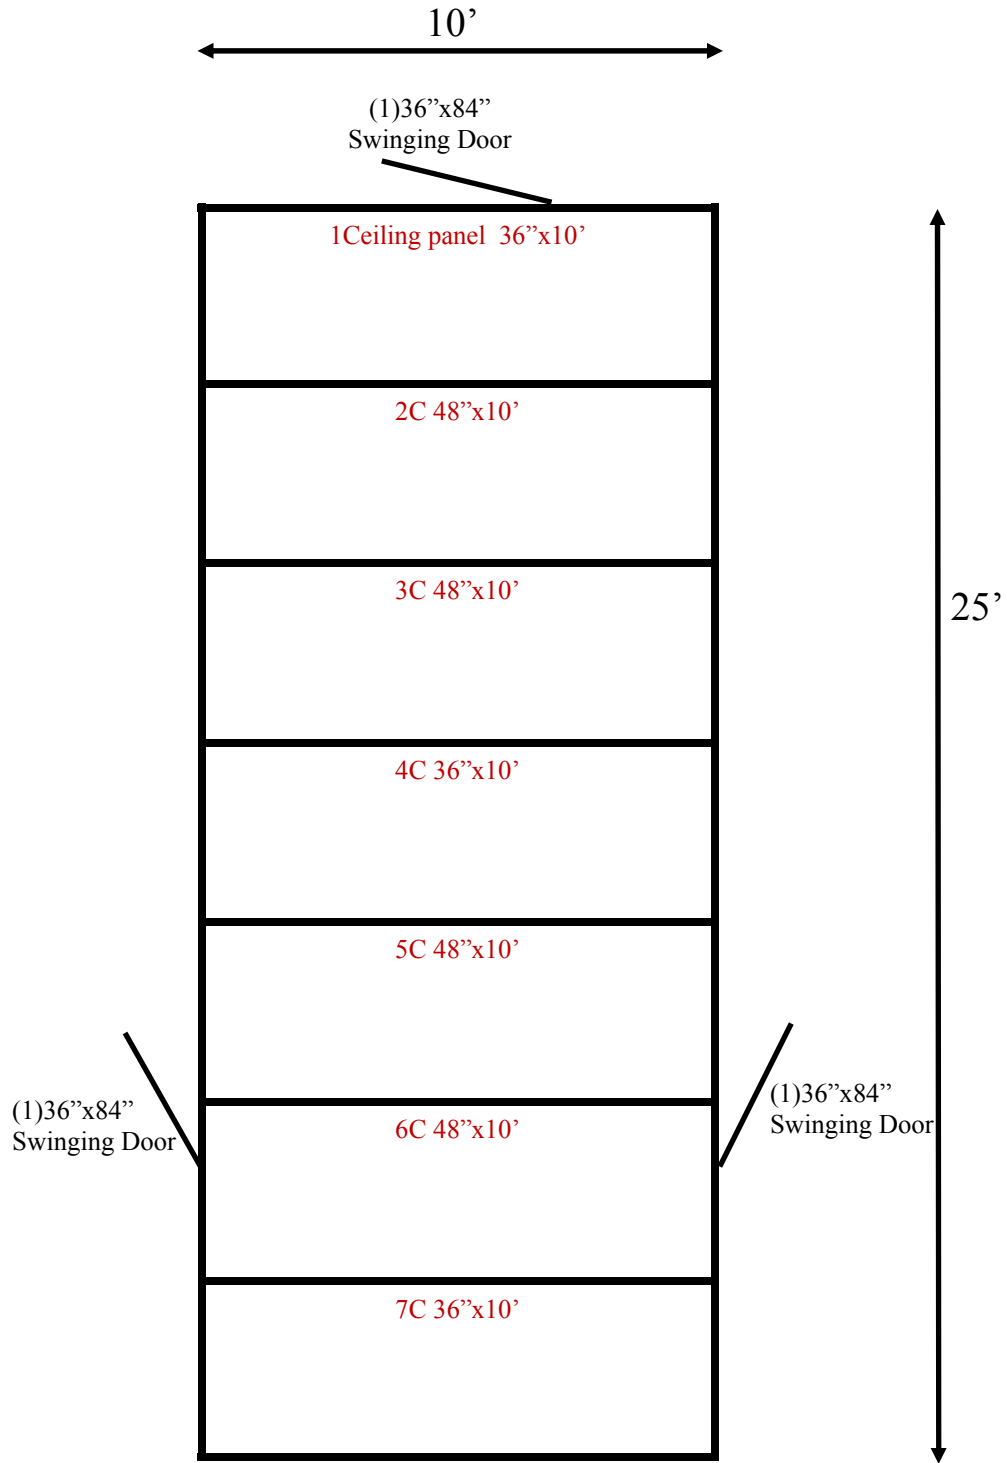 10’
(1)36”x84”
Swinging Door
1Ceiling panel  36”x10’
2C 48”x10’
3C 48”x10’
25’
4C 36”x10’
5C 48”x10’
(1)36”x84”
Swinging Door
(1)36”x84”
Swinging Door
6C 48”x10’
7C 36”x10’